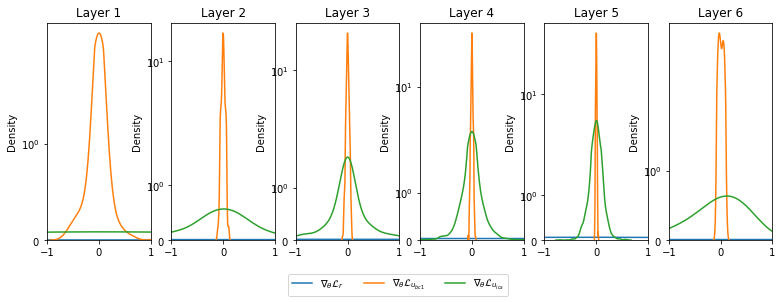 Layer 1 Layer 2 Layer 3 Layer 4 Layer 5 Layer 6
Density Density Density Density Density Density
10⁰ 10¹ 10¹ 10¹ 10¹ 10⁰
10⁰ 10⁰ 10⁰ 10⁰
0 0 0 0 0 0
−1 0 1 −1 0 1 −1 0 1 −1 0 1 −1 0 1 −1 0 1
∇θℒr ∇θℒu_bc1 ∇θℒu_ics